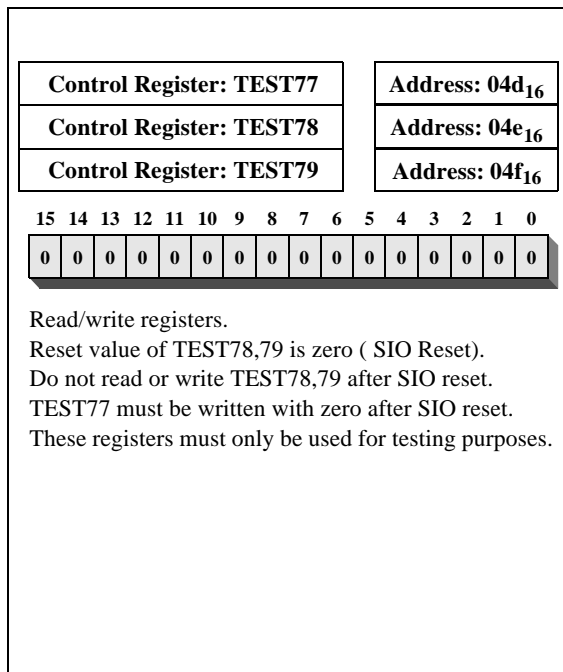 Control Register: TEST77 Address: 04d16
Control Register: TEST78 Address: 04e16
Control Register: TEST79 Address: 04f16
15 14 13 12 11 10 9 8 7 6 5 4 3 2 1 0
0 0 0 0 0 0 0 0 0 0 0 0 0 0 0 0
Read/write registers.
Reset value of TEST78,79 is zero ( SIO Reset).
Do not read or write TEST78,79 after SIO reset.
TEST77 must be written with zero after SIO reset.
These registers must only be used for testing purposes.